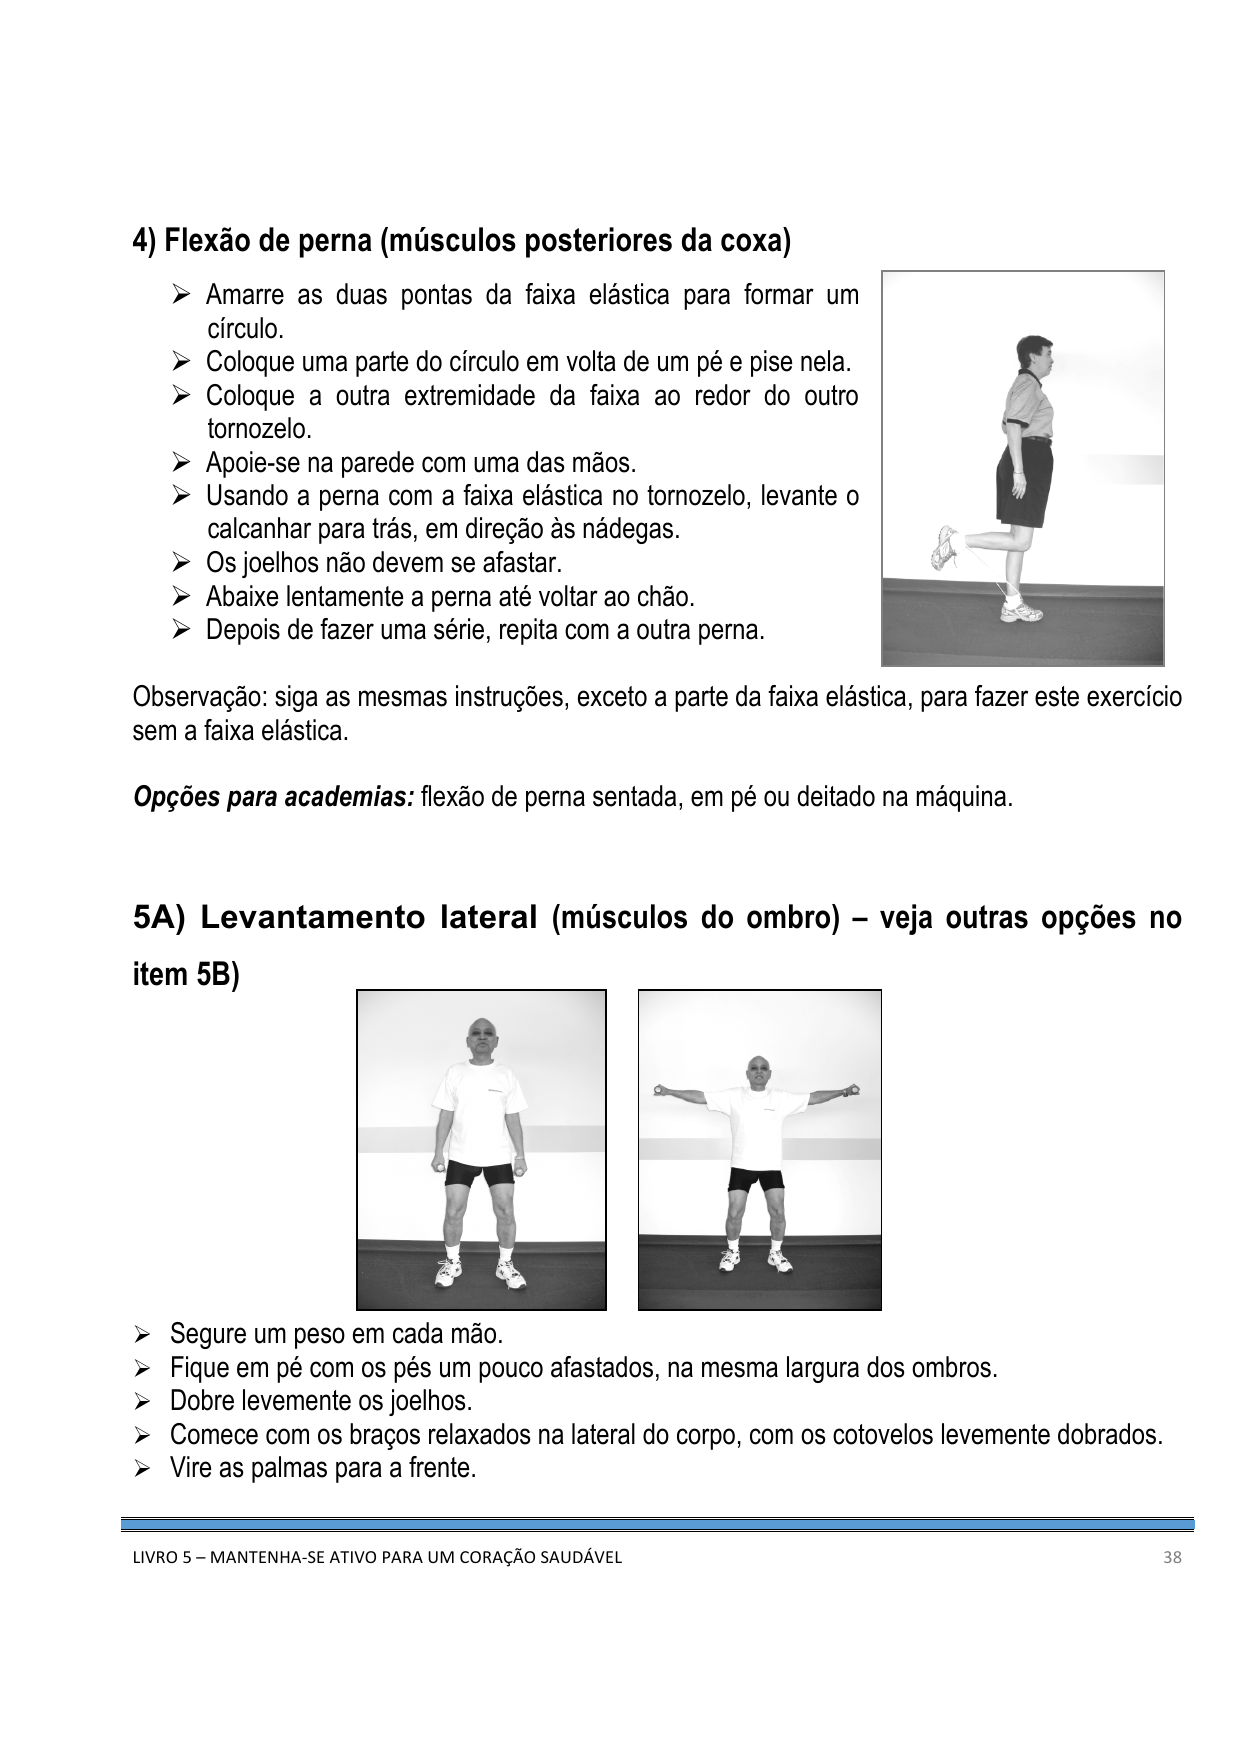 4) Flexão de perna (músculos posteriores da coxa)
➢ Amarre as duas pontas da faixa elástica para formar um
círculo.
➢ Coloque uma parte do círculo em volta de um pé e pise nela.
➢ Coloque a outra extremidade da faixa ao redor do outro
tornozelo.
➢ Apoie-se na parede com uma das mãos.
➢ Usando a perna com a faixa elástica no tornozelo, levante o
calcanhar para trás, em direção às nádegas.
➢ Os joelhos não devem se afastar.
➢ Abaixe lentamente a perna até voltar ao chão.
➢ Depois de fazer uma série, repita com a outra perna.
Observação: siga as mesmas instruções, exceto a parte da faixa elástica, para fazer este exercício
sem a faixa elástica.
Opções para academias: flexão de perna sentada, em pé ou deitado na máquina.
5A) Levantamento lateral (músculos do ombro) – veja outras opções no
item 5B)
➢ Segure um peso em cada mão.
➢ Fique em pé com os pés um pouco afastados, na mesma largura dos ombros.
➢ Dobre levemente os joelhos.
➢ Comece com os braços relaxados na lateral do corpo, com os cotovelos levemente dobrados.
➢ Vire as palmas para a frente.
LIVRO 5 – MANTENHA-SE ATIVO PARA UM CORAÇÃO SAUDÁVEL 38